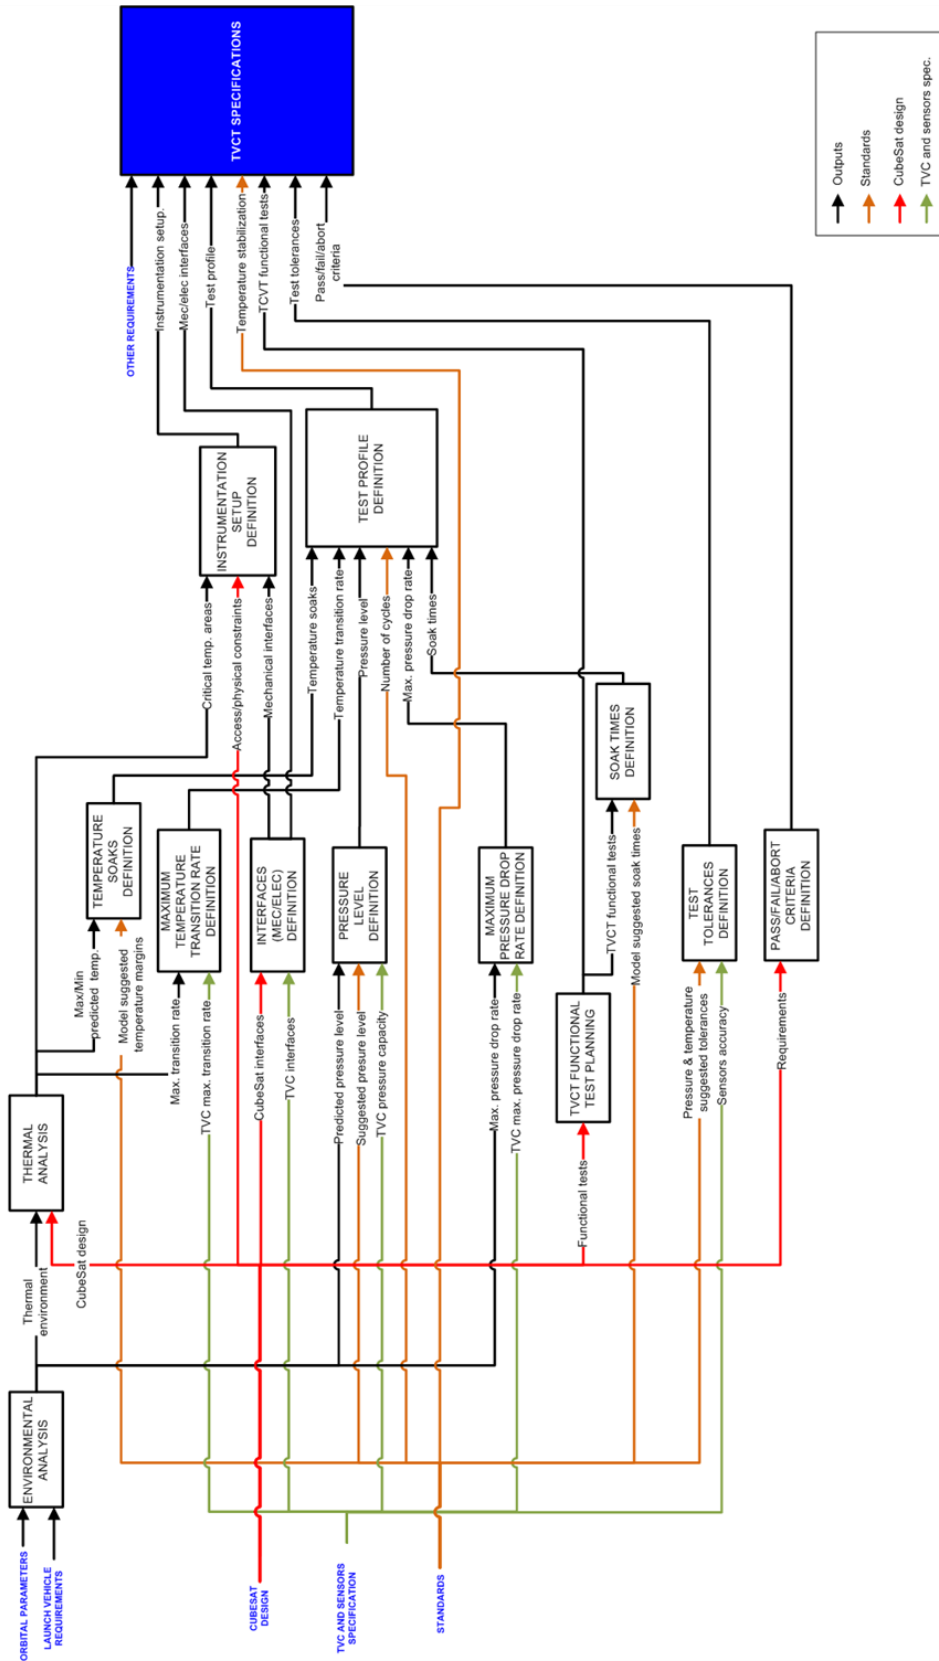 ORBITAL PARAMETERS
LAUNCH VEHICLE
REQUIREMENTS
CUBESAT
DESIGN
TVC AND SENSORS
SPECIFICATION
STANDARDS
ENVIRONMENTAL
ANALYSIS
Thermal
environment
CubeSat design
THERMAL
ANALYSIS
Max/Min
predicted temp.
Model suggested
temperature margins
Max. transition rate
TVC max. transition rate
CubeSat interfaces
TVC interfaces
Predicted pressure level
Suggested pressure level
TVC pressure capacity
Max. pressure drop rate
TVC max. pressure drop rate
Functional tests
TVCT FUNCTIONAL
TEST PLANNING
TVCT functional tests
Model suggested soak times
Pressure & temperature
suggested tolerances
Sensors accuracy
Requirements
TEMPERATURE
SOAKS
DEFINITION
MAXIMUM
TEMPERATURE
TRANSITION RATE
DEFINITION
INTERFACES
(MEC/ELEC)
DEFINITION
PRESSURE
LEVEL
DEFINITION
MAXIMUM
PRESSURE DROP
RATE DEFINITION
SOAK TIMES
DEFINITION
TEST
TOLERANCES
DEFINITION
PASS/FAIL/ABORT
CRITERIA
DEFINITION
Critical temp. areas
Access/physical constraints
Mechanical interfaces
Temperature soaks
Temperature transition rate
Pressure level
Number of cycles
Max. pressure drop rate
Soak times
INSTRUMENTATION
SETUP
DEFINITION
TEST PROFILE
DEFINITION
OTHER REQUIREMENTS
Instrumentation setup.
Mec/elec interfaces
Test profile
Temperature stabilization
TCVT functional tests
Test tolerances
Pass/fail/abort
criteria
TVCT SPECIFICATIONS
Outputs
Standards
CubeSat design
TVC and sensors spec.